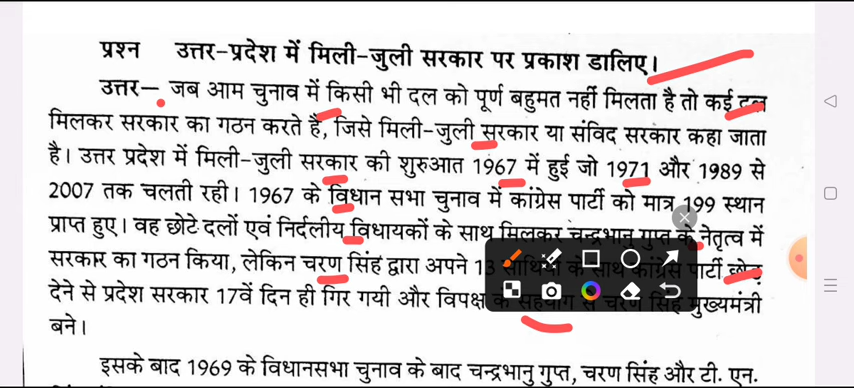 प्रश्न उत्तर-प्रदेश में मिली-जुली सरकार पर प्रकाश डालिए।
उत्तर- जब आम चुनाव में किसी भी दल को पूर्ण बहुमत नहीं मिलता है तो कई दल
मिलकर सरकार का गठन करते हैं, जिसे मिली-जुली सरकार या संविद सरकार कहा जाता
है। उत्तर प्रदेश में मिली-जुली सरकार की शुरुआत 1967 में हुई जो 1971 और 1989 से
2007 तक चलती रही। 1967 के विधान सभा चुनाव में कांग्रेस पार्टी को मात्र 199 स्थान
प्राप्त हुए। वह छोटे दलों एवं निर्दलीय विधायकों के साथ मिलकर चन्द्रभानु गुप्त के नेतृत्व में
सरकार का गठन किया, लेकिन चरण सिंह द्वारा अपने 13 साथियों के साथ कांग्रेस पार्टी छोड़
देने से प्रदेश सरकार 17वें दिन ही गिर गयी और विपक्ष के सहयोग से चरण सिंह मुख्यमंत्री
बने।
इसके बाद 1969 के विधानसभा चुनाव के बाद चन्द्रभानु गुप्त, चरण सिंह और टी. एन.